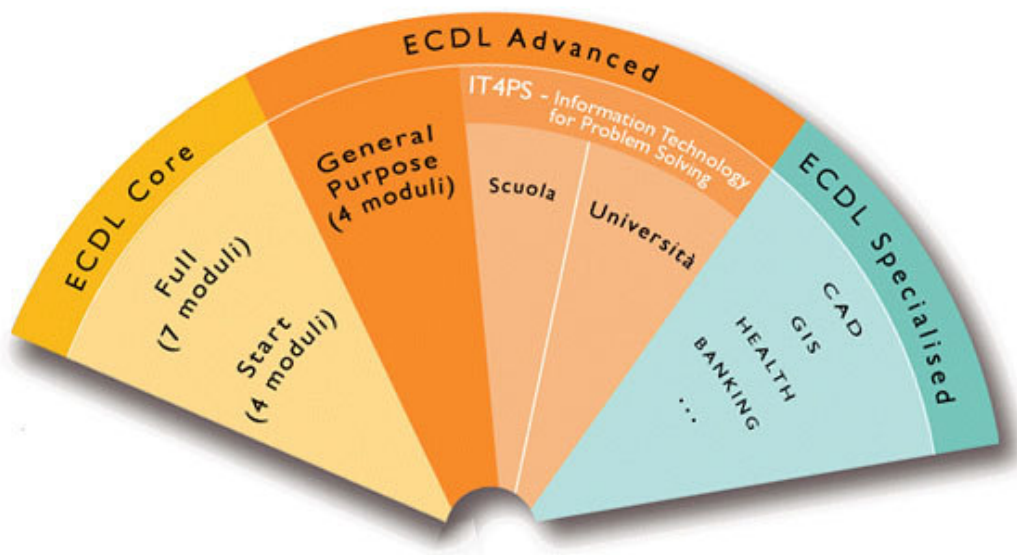 ECDL Core
Full
(7 moduli)
Start
(4 moduli)
ECDL Advanced
General
Purpose
(4 moduli)
IT4PS - Information Technology
for Problem Solving
Scuola
Università
ECDL Specialised
CAD
GIS
HEALTH
BANKING
...